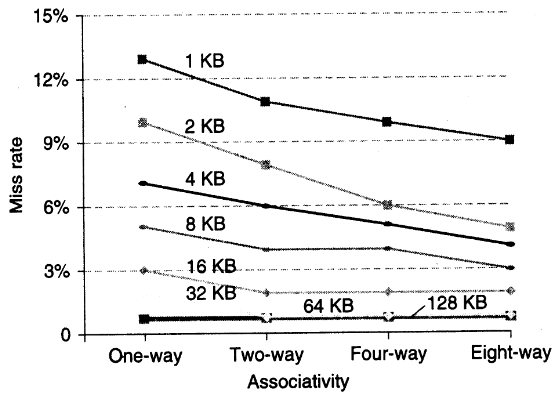 15%
12%
9%
6%
3%
0
Miss rate
1 KB
2 KB
4 KB
8 KB
16 KB
32 KB
64 KB
128 KB
One-way
Two-way
Four-way
Eight-way
Associativity